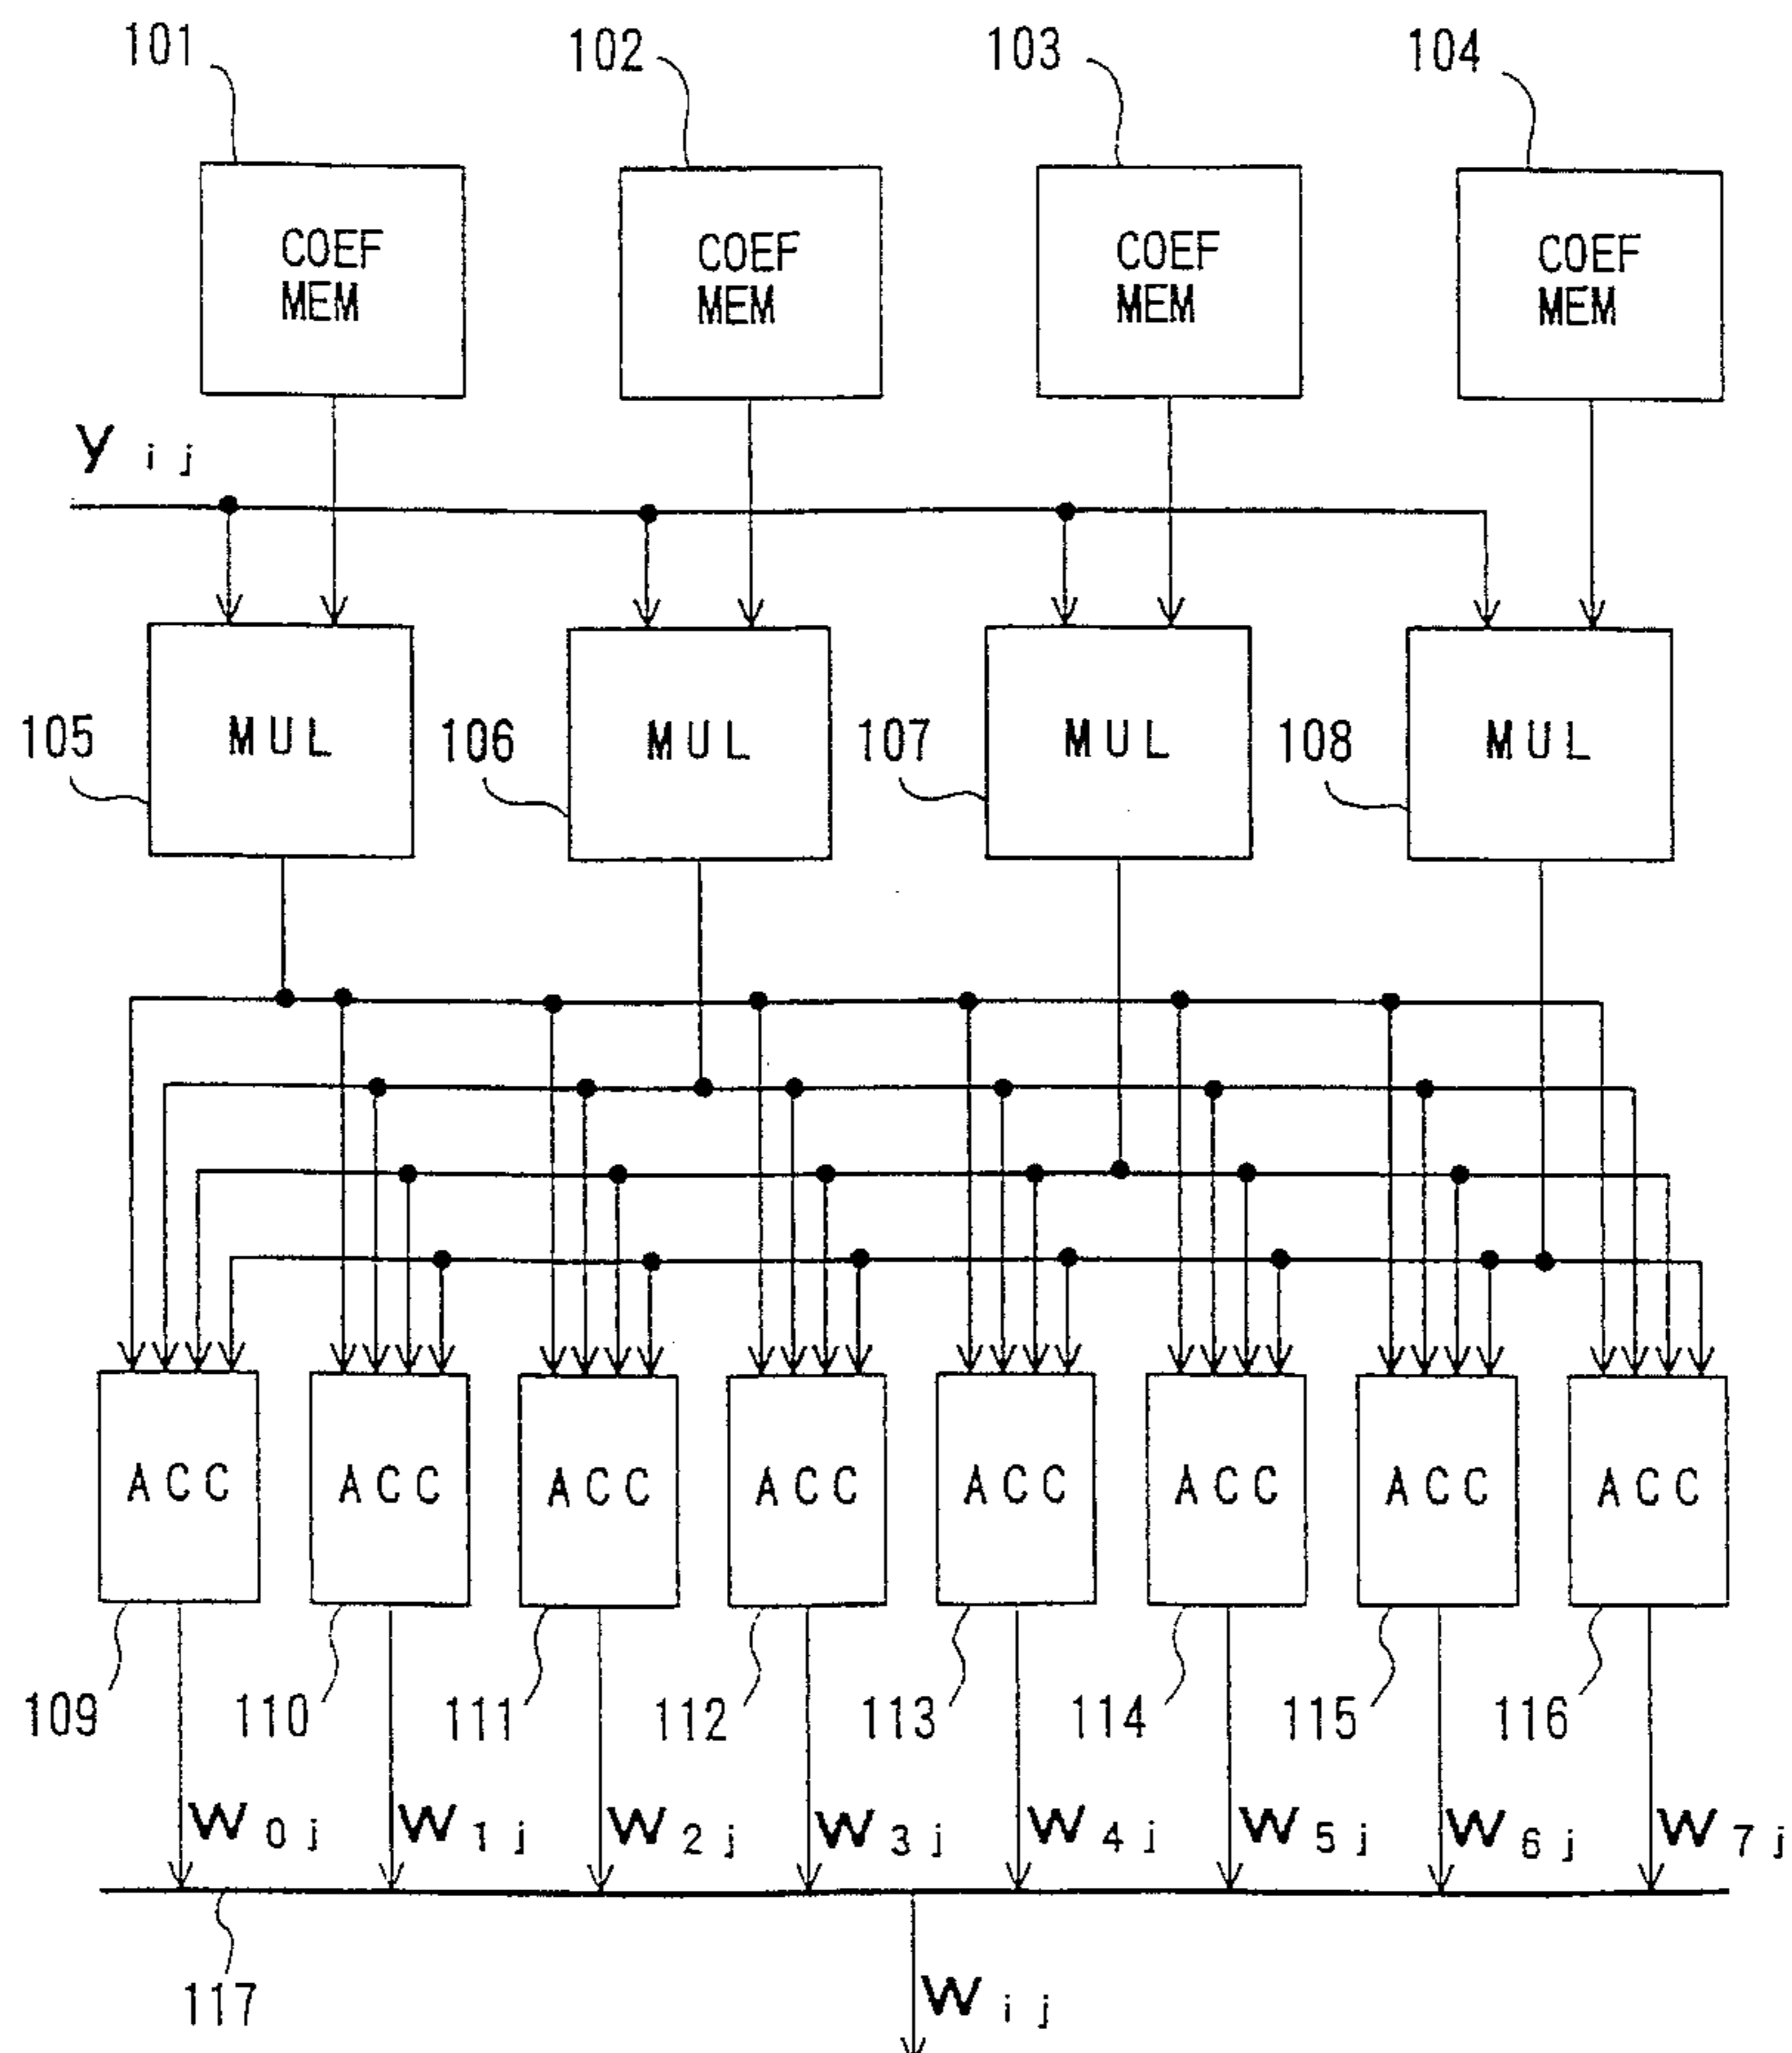 101 102 103 104
COEF MEM COEF MEM COEF MEM COEF MEM
y i j
105 MUL 106 MUL 107 MUL 108 MUL
ACC ACC ACC ACC ACC ACC ACC ACC
109 110 111 112 113 114 115 116
W 0 j W 1 j W 2 j W 3 j W 4 j W 5 j W 6 j W 7 j
117
W i j